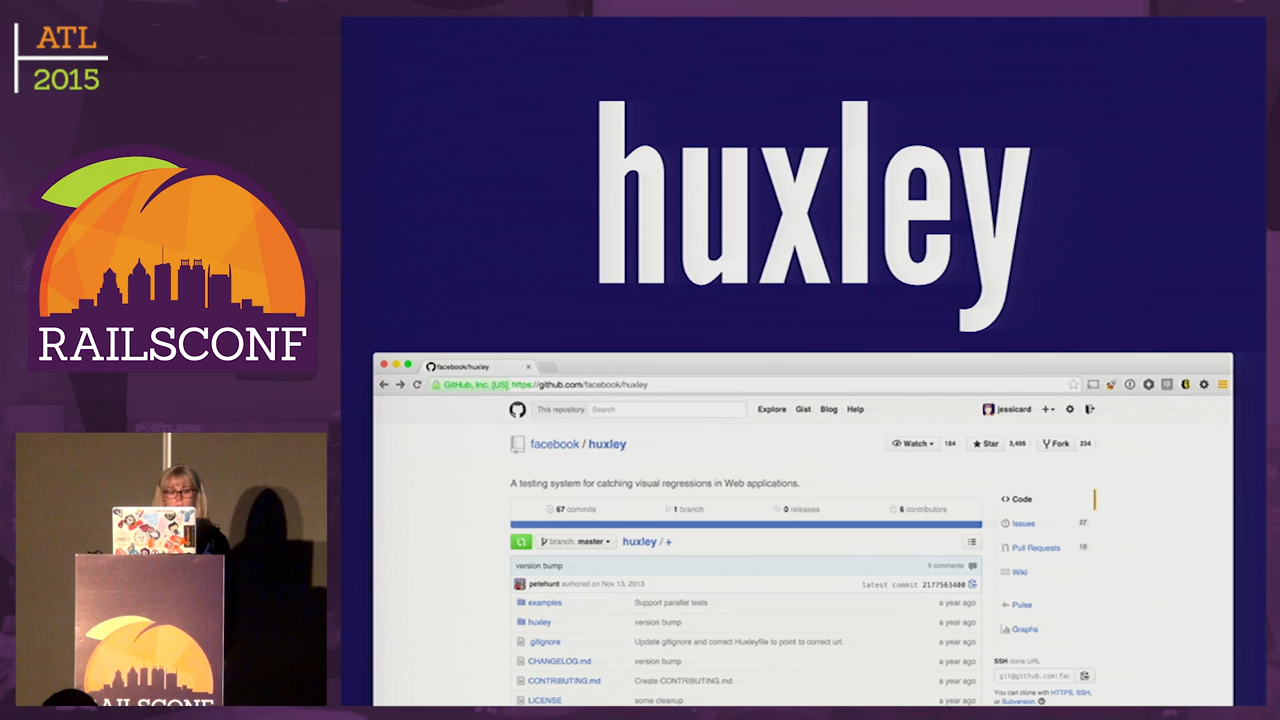 ATL
2015
RAILSCONF
huxley
facebook/huxley
GitHub, Inc. [US] https://github.com/facebook/huxley
This repository Search Explore Gist Blog Help jessicard
facebook / huxley Watch 184 Star 3,495 Fork 234
A testing system for catching visual regressions in Web applications.
67 commits 1 branch 0 releases 6 contributors
branch: master huxley / +
version bump 5 comments
petehunt authored on Nov 13, 2013 latest commit 2177563400
examples Support parallel tests a year ago
huxley version bump a year ago
.gitignore Update gitignore and correct Huxleyfile to point to correct url. a year ago
CHANGELOG.md version bump a year ago
CONTRIBUTING.md Create CONTRIBUTING.md a year ago
LICENSE some cleanup a year ago
Code
Issues 27
Pull Requests 10
Wiki
Pulse
Graphs
SSH clone URL
git@github.com:fac
You can clone with HTTPS, SSH,
or Subversion.
PORTLAND
RAILSCONF